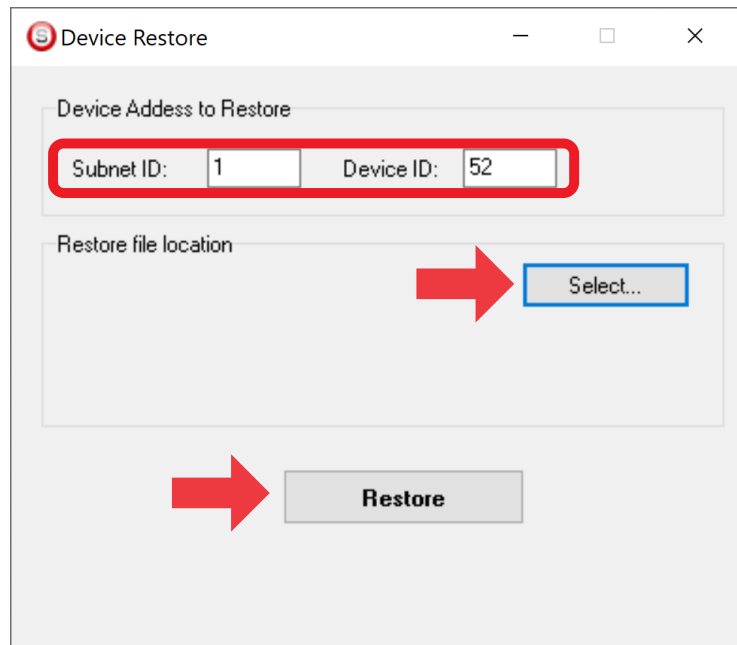 S Device Restore
Device Addess to Restore
Subnet ID: 1 Device ID: 52
Restore file location
Select...
Restore